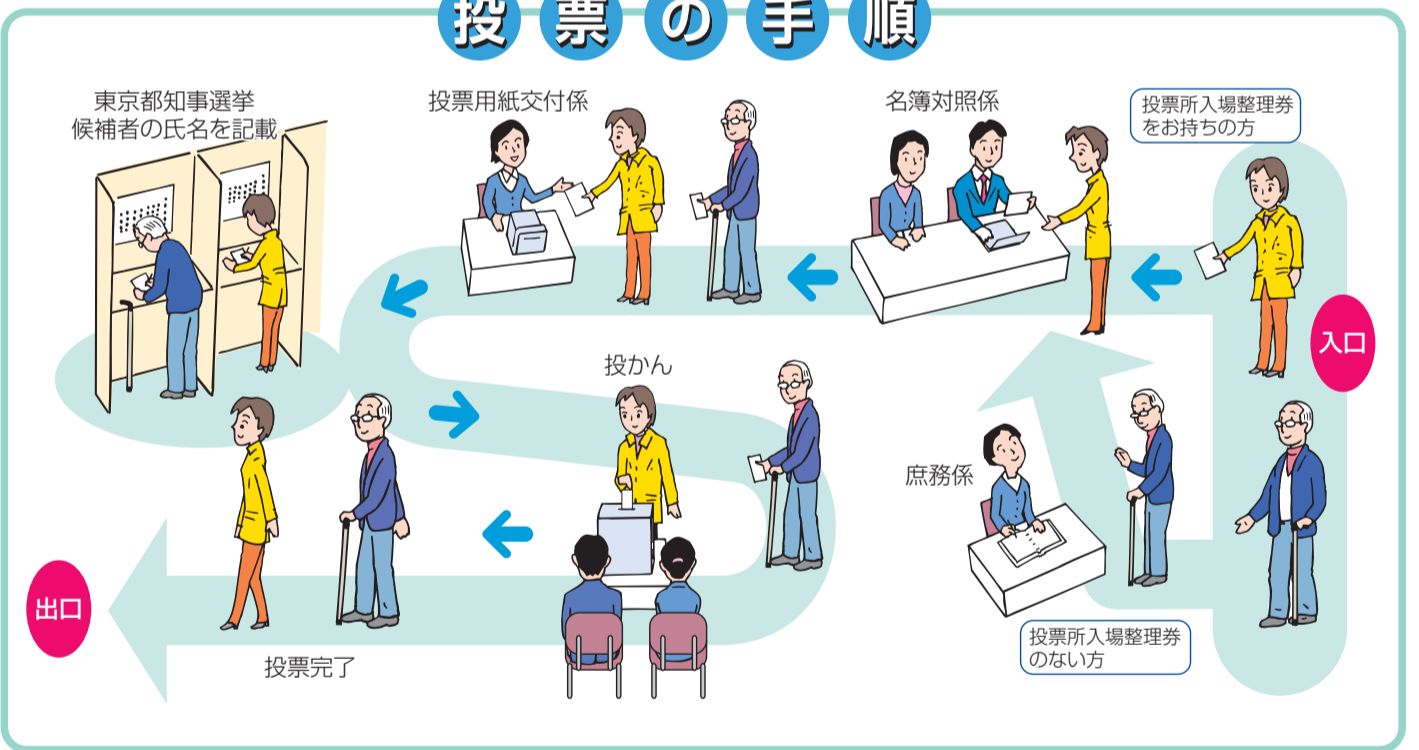 投票の手順
東京都知事選挙
候補者の氏名を記載
投票用紙交付係
名簿対照係
投票所入場整理券
をお持ちの方
入口
投かん
庶務係
投票所入場整理券
のない方
出口
投票完了